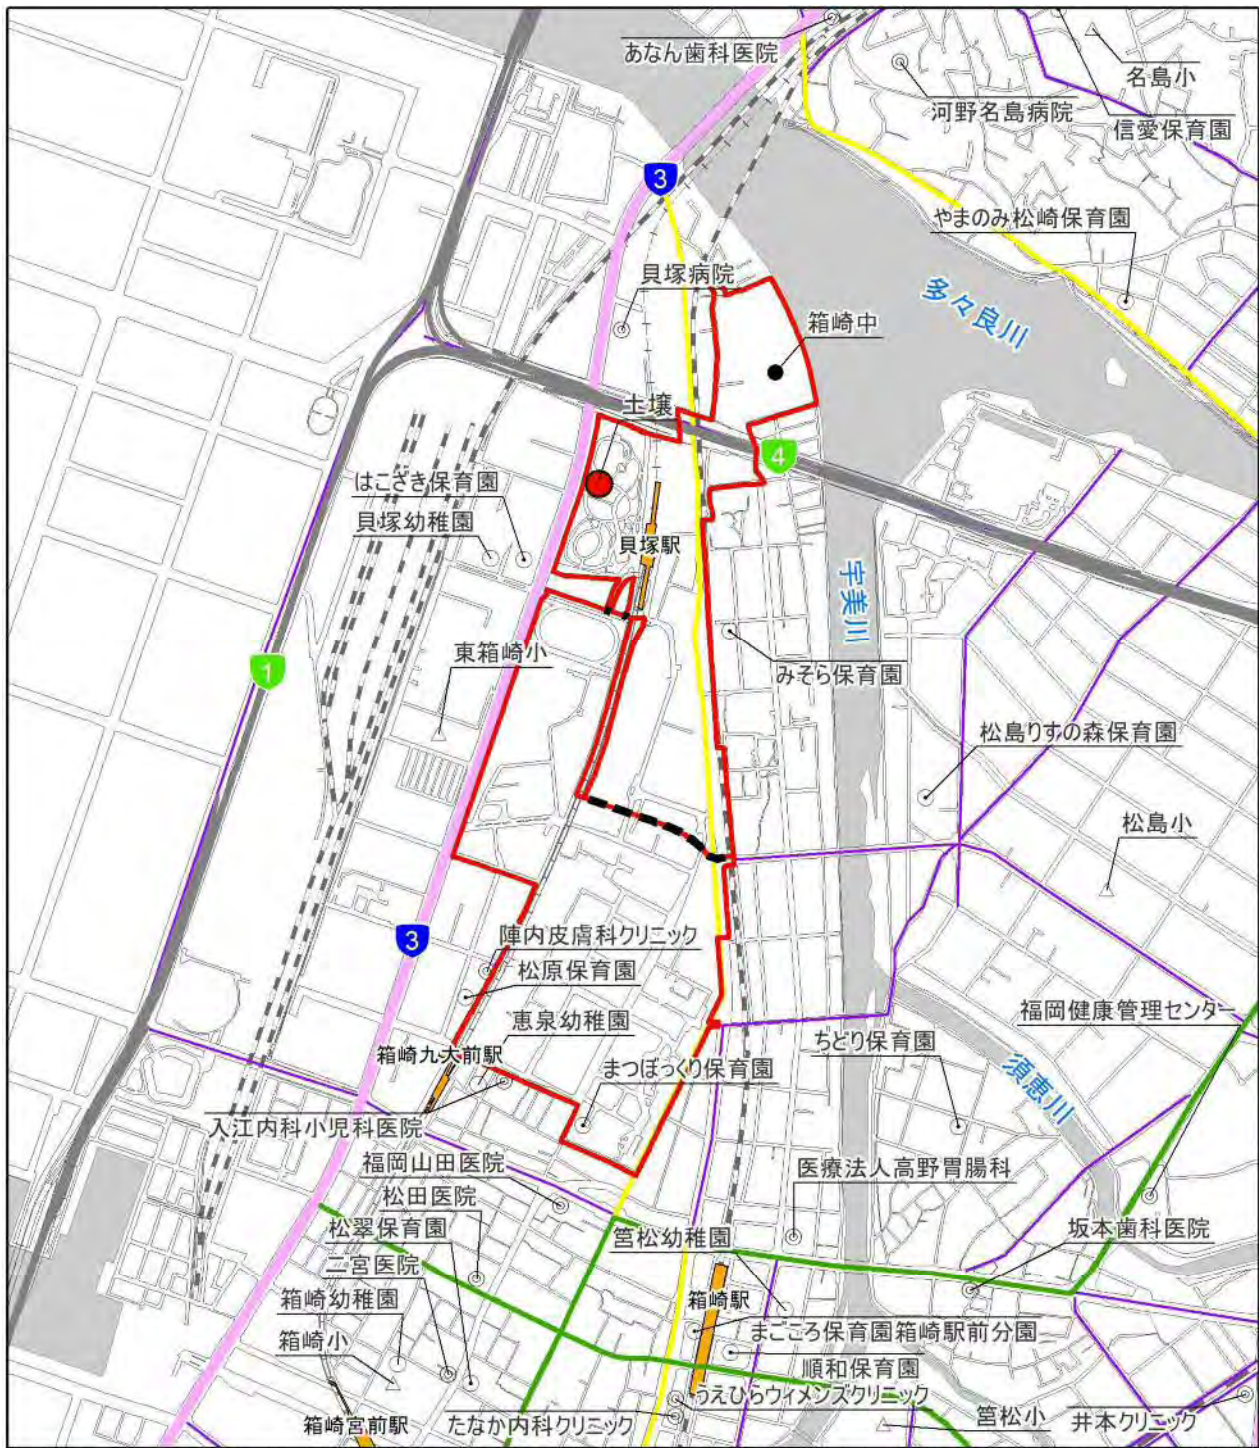 あなん歯科医院
名島小
河野名島病院
信愛保育園
3
やまのみ松崎保育園
貝塚病院
多々良川
箱崎中
土壌
4
はこざき保育園
貝塚幼稚園
貝塚駅
宇美川
東箱崎小
1
みそら保育園
松島りすの森保育園
松島小
3
陣内皮膚科クリニック
松原保育園
恵泉幼稚園
福岡健康管理センター
箱崎九大前駅
まつぼっくり保育園
ちどり保育園
須恵川
入江内科小児科医院
福岡山田医院
医療法人高野胃腸科
松田医院
松翠保育園
筥松幼稚園
坂本歯科医院
二宮医院
箱崎駅
箱崎幼稚園
まごころ保育園箱崎駅前分園
箱崎小
順和保育園
うえひらウィメンズクリニック
箱崎宮前駅
たなか内科クリニック
筥松小
井本クリニック